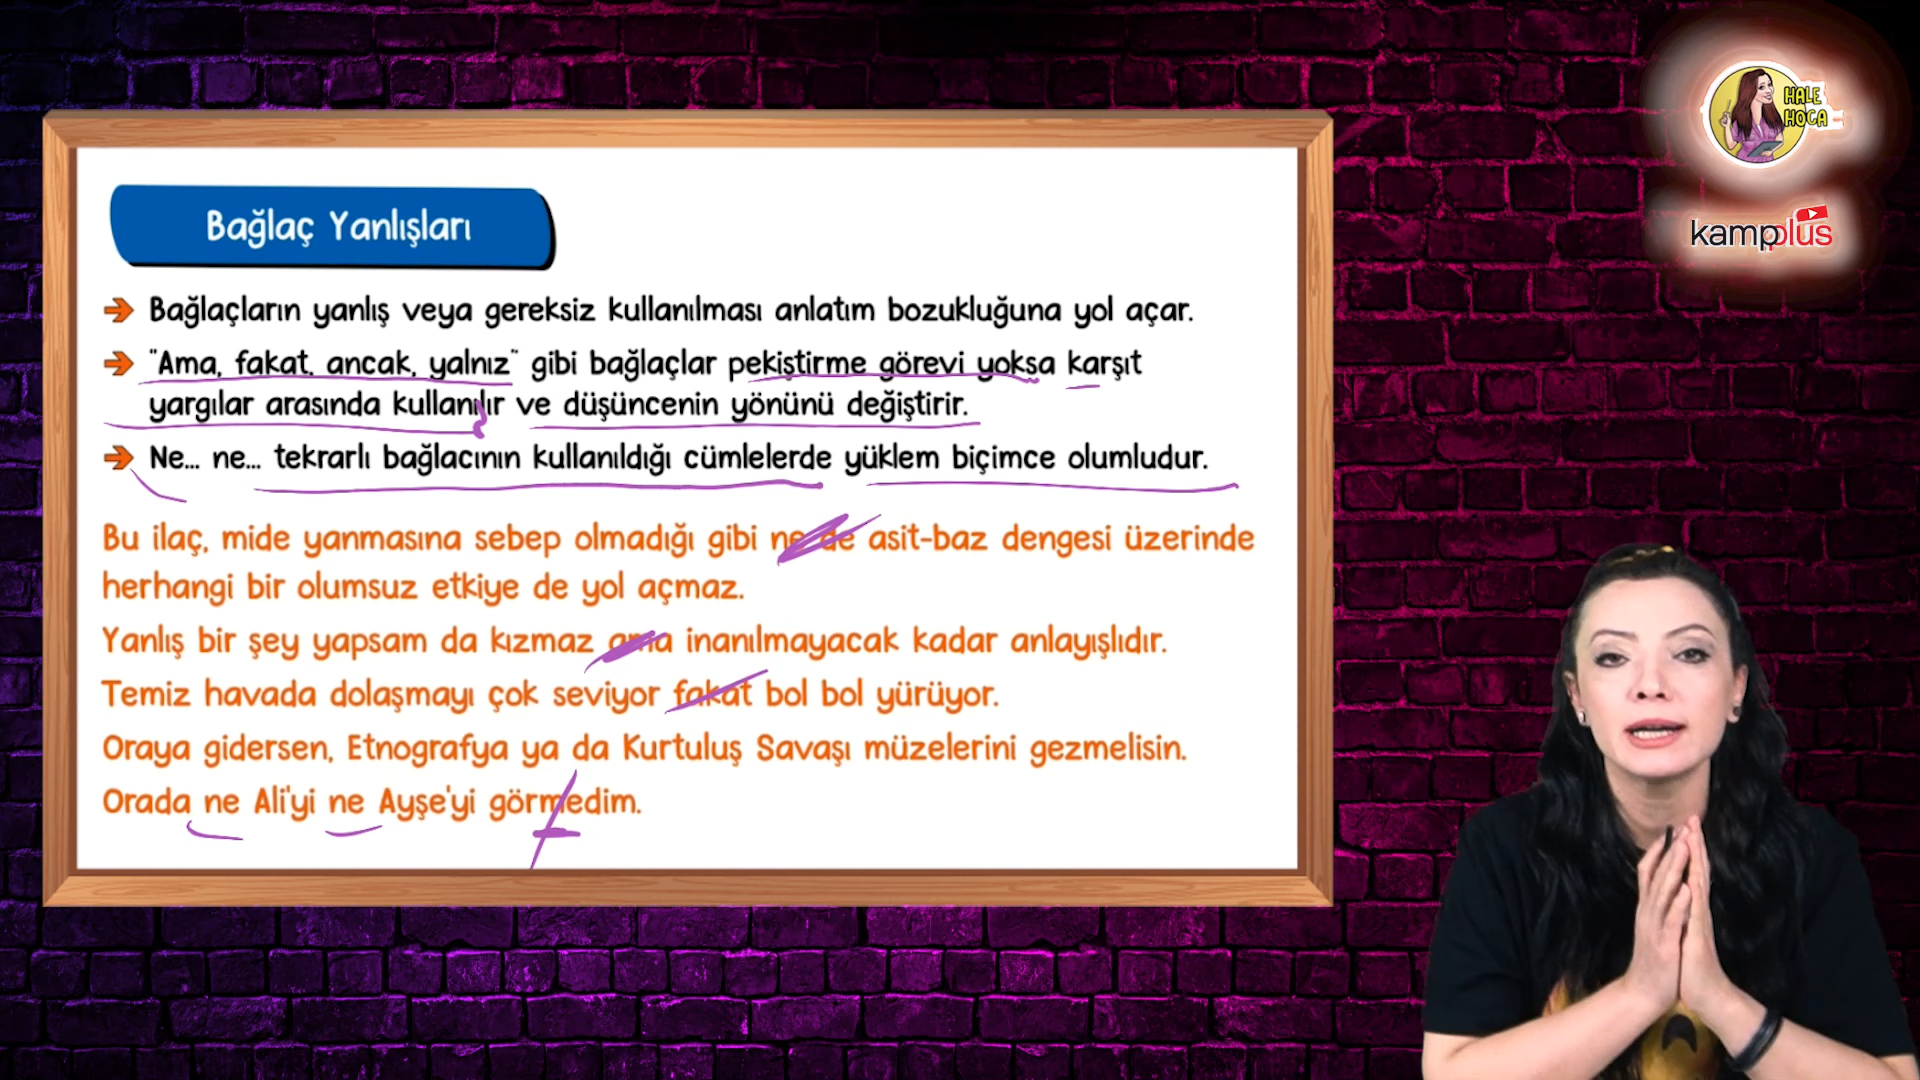 HALE
HOCA
kampplus
Bağlaç Yanlışları
Bağlaçların yanlış veya gereksiz kullanılması anlatım bozukluğuna yol açar.
"Ama, fakat, ancak, yalnız" gibi bağlaçlar pekiştirme görevi yoksa karşıt
yargılar arasında kullanılır ve düşüncenin yönünü değiştirir.
Ne... ne... tekrarlı bağlacının kullanıldığı cümlelerde yüklem biçimce olumludur.
Bu ilaç, mide yanmasına sebep olmadığı gibi ne de asit-baz dengesi üzerinde
herhangi bir olumsuz etkiye de yol açmaz.
Yanlış bir şey yapsam da kızmaz ama inanılmayacak kadar anlayışlıdır.
Temiz havada dolaşmayı çok seviyor fakat bol bol yürüyor.
Oraya gidersen, Etnografya ya da Kurtuluş Savaşı müzelerini gezmelisin.
Orada ne Ali'yi ne Ayşe'yi görmedim.